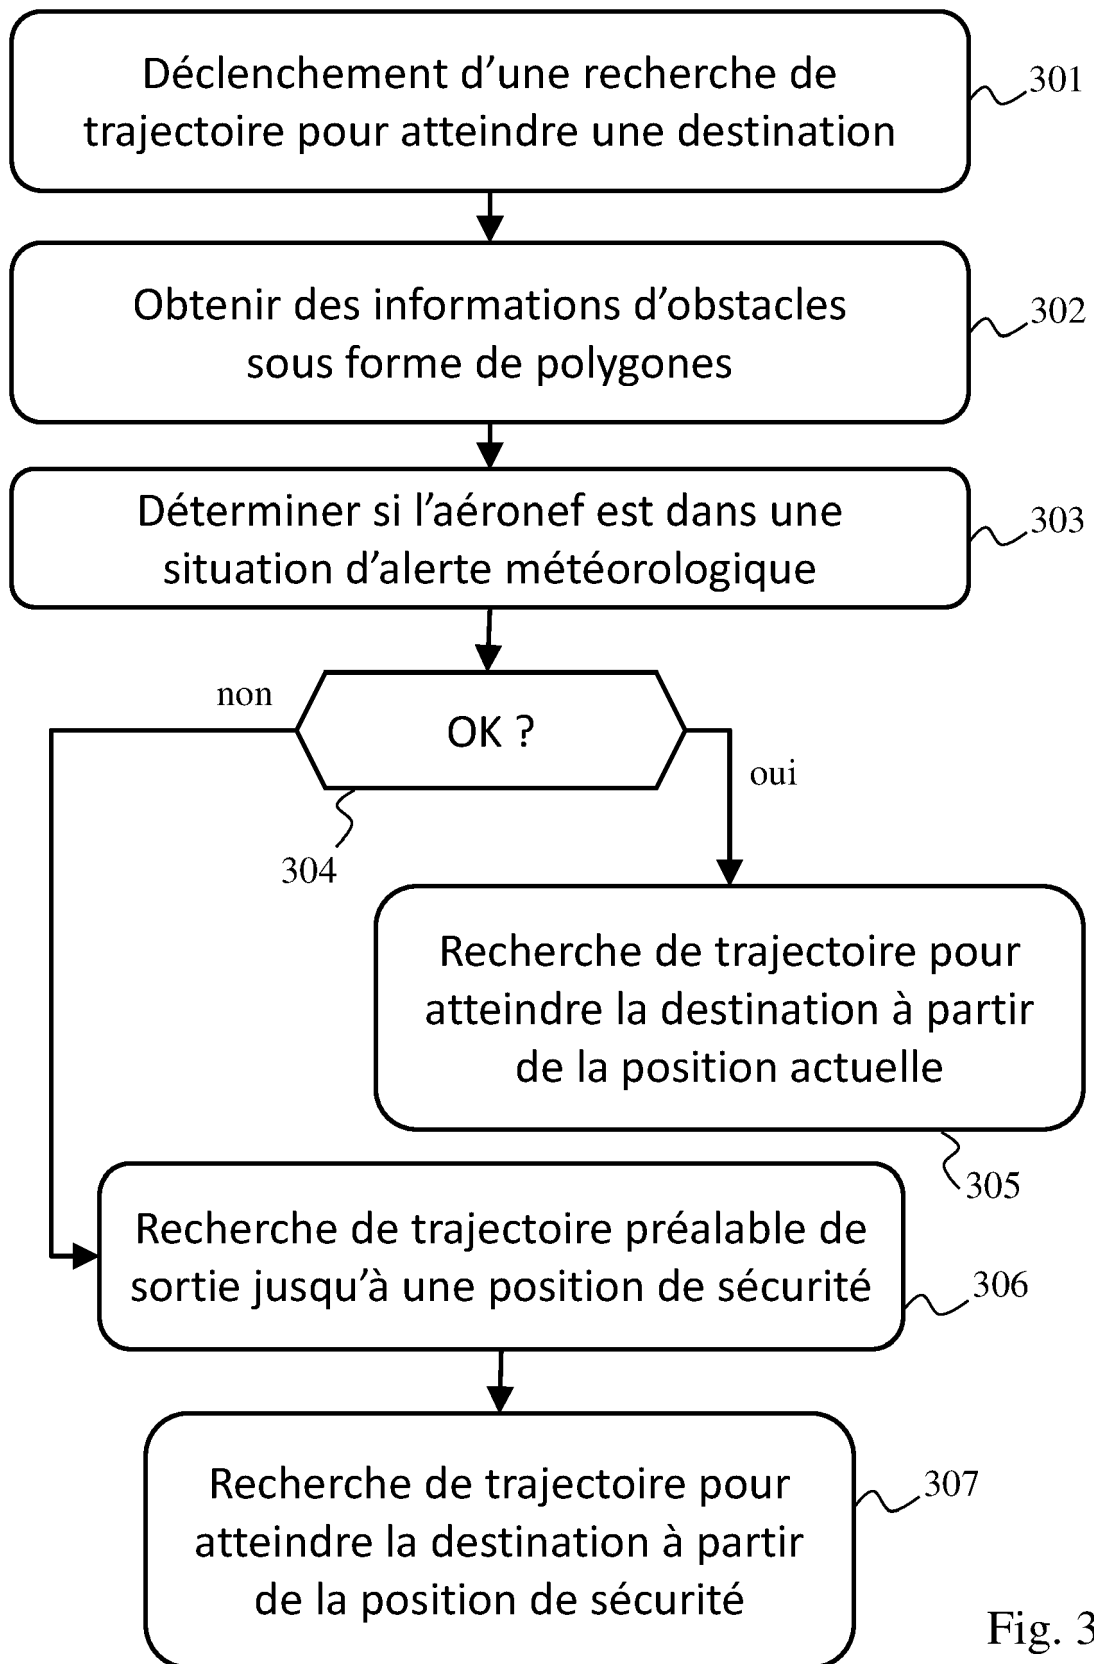 Déclenchement d’une recherche de
trajectoire pour atteindre une destination
301
Obtenir des informations d’obstacles
sous forme de polygones
302
Déterminer si l’aéronef est dans une
situation d’alerte météorologique
303
non
OK ?
oui
304
Recherche de trajectoire pour
atteindre la destination à partir
de la position actuelle
305
Recherche de trajectoire préalable de
sortie jusqu’à une position de sécurité
306
Recherche de trajectoire pour
atteindre la destination à partir
de la position de sécurité
307
Fig. 3